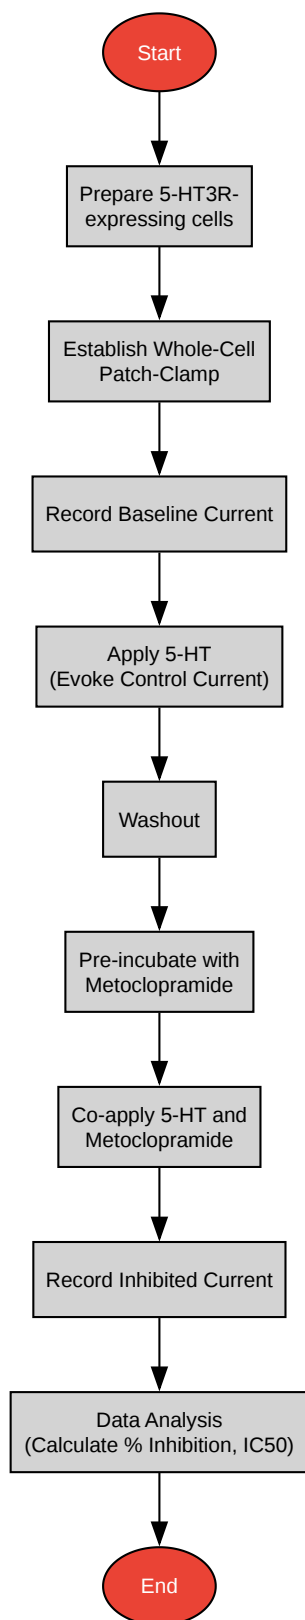 Start
Prepare 5-HT3R-
expressing cells
Establish Whole-Cell
Patch-Clamp
Record Baseline Current
Apply 5-HT
(Evoke Control Current)
Washout
Pre-incubate with
Metoclopramide
Co-apply 5-HT and
Metoclopramide
Record Inhibited Current
Data Analysis
(Calculate % Inhibition, IC50)
End